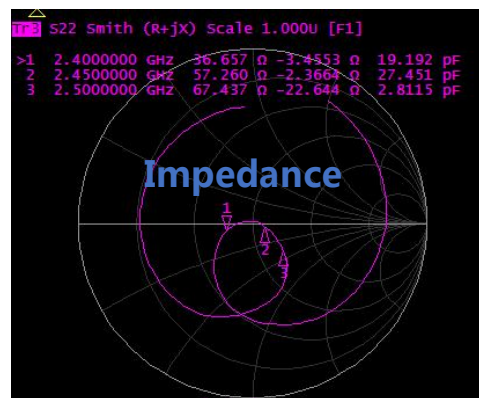 Tr3 S22 Smith (R+jX) Scale 1.000U [F1]
>1 2.4000000 GHz 36.657 Ω -3.4553 Ω 19.192 pF
2 2.4500000 GHz 57.260 Ω -2.3664 Ω 27.451 pF
3 2.5000000 GHz 67.437 Ω -22.644 Ω 2.8115 pF
Impedance
1
2
3